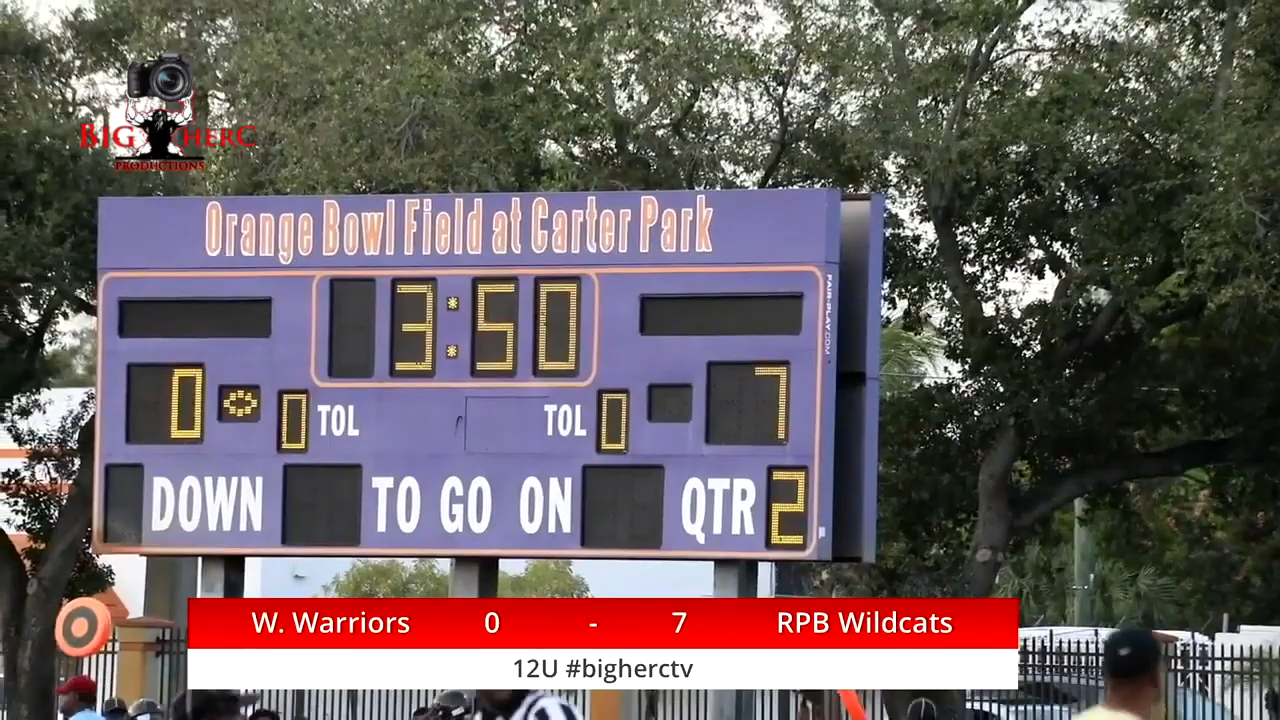 BIG HERC
PRODUCTIONS
Orange Bowl Field at Carter Park
3:50
0 0 TOL TOL 0 7
DOWN TO GO ON QTR 2
FAIR-PLAY.COM
W. Warriors 0 - 7 RPB Wildcats
12U #bigherctv